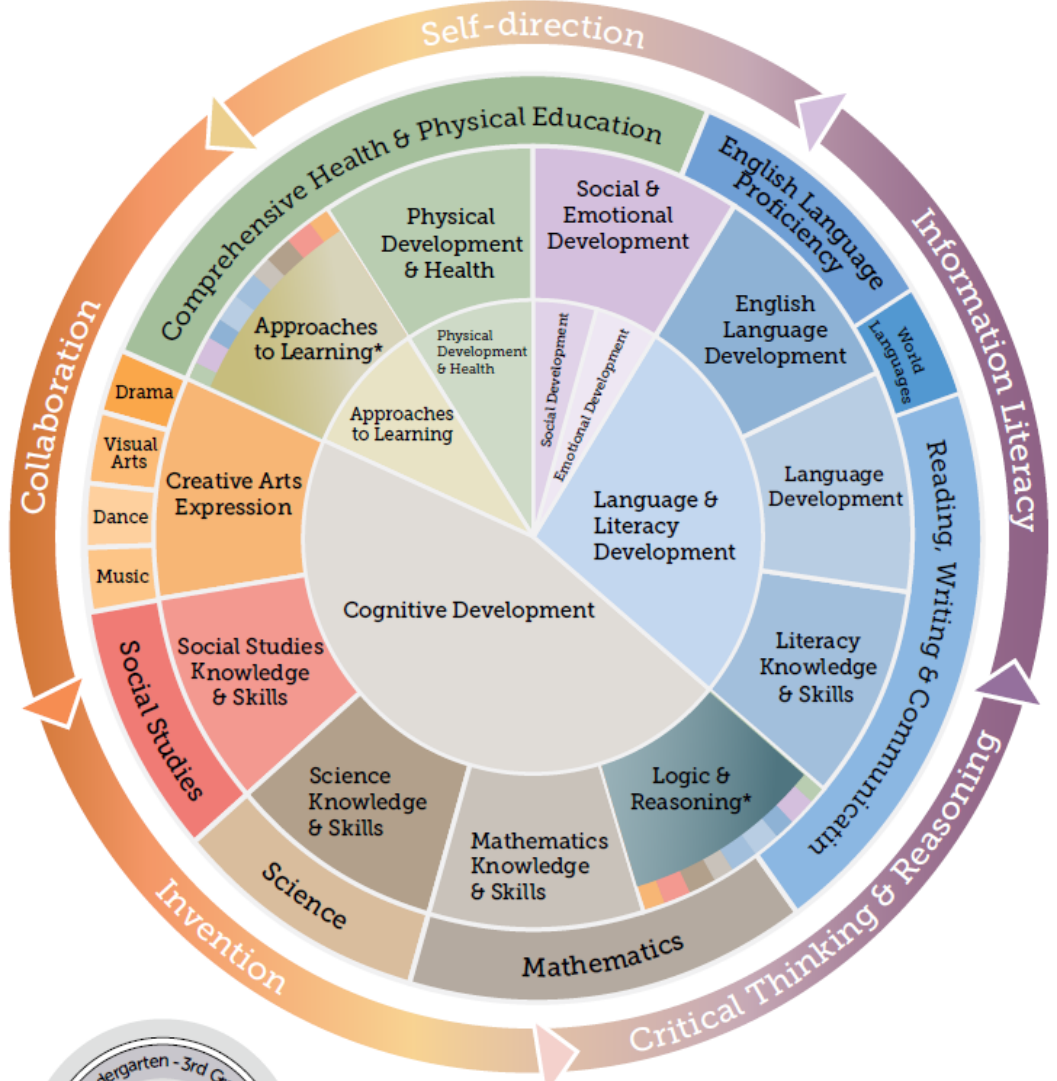 Self-direction
Information Literacy
Critical Thinking & Reasoning
Invention
Collaboration
Comprehensive Health & Physical Education
English Language
Proficiency
World
Languages
Reading, Writing & Communicatin
Mathematics
Science
Social Studies
Music
Dance
Visual
Arts
Drama
Physical
Development
& Health
Social &
Emotional
Development
English
Language
Development
Language
Development
Literacy
Knowledge
& Skills
Logic &
Reasoning*
Mathematics
Knowledge
& Skills
Science
Knowledge
& Skills
Social Studies
Knowledge
& Skills
Creative Arts
Expression
Approaches
to Learning*
Physical
Development
& Health
Social Development
Emotional Development
Language &
Literacy
Development
Cognitive Development
Approaches
to Learning
- 3rd